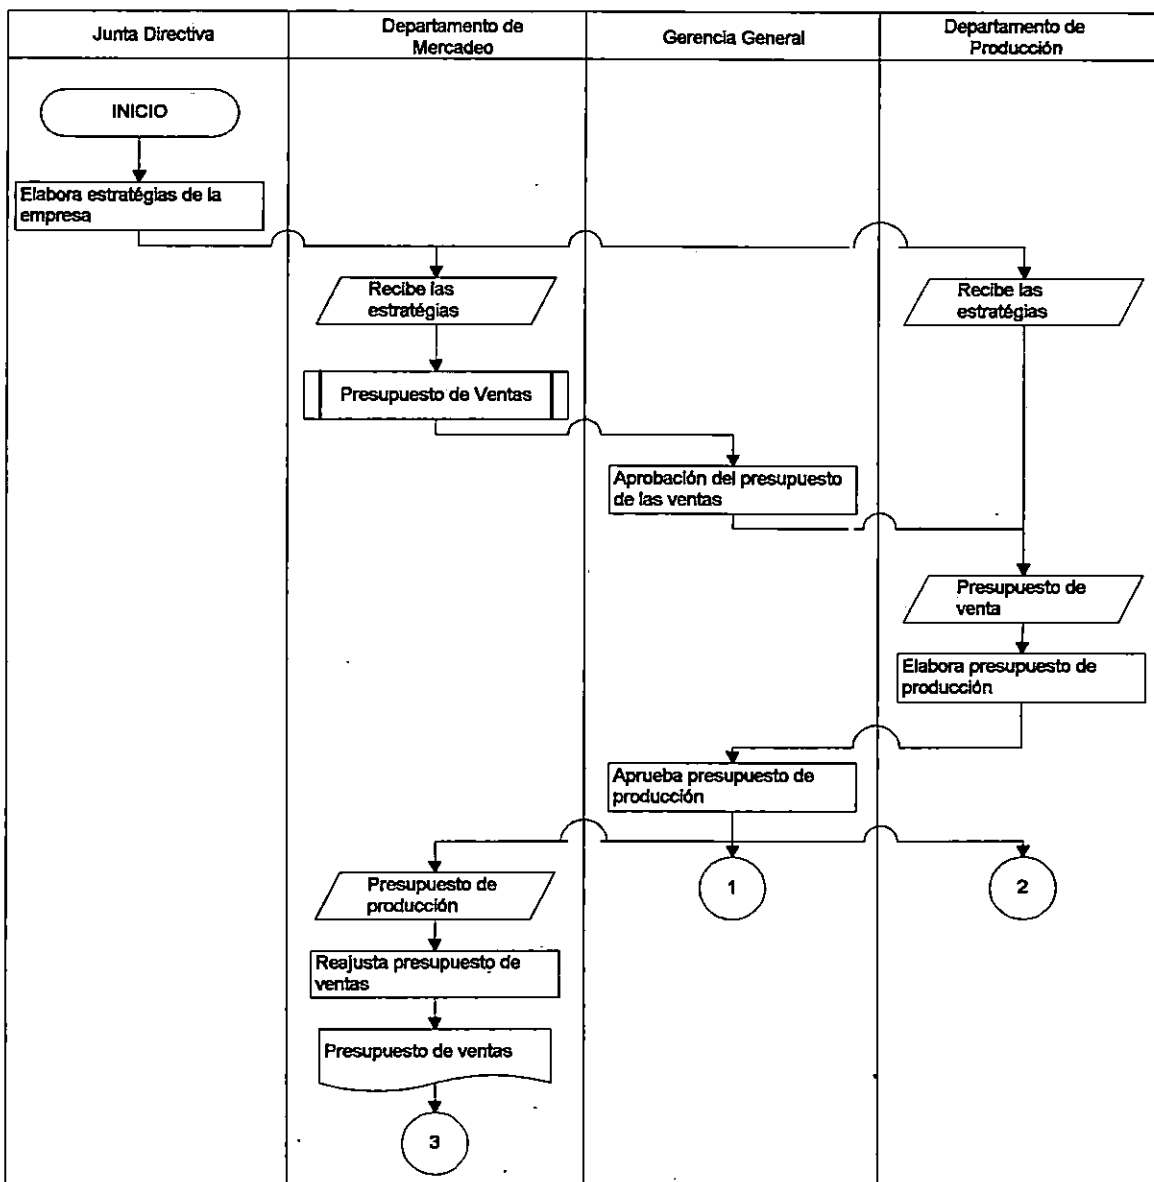 Junta Directiva
Departamento de
Mercadeo
Gerencia General
Departamento de
Producción
INICIO
Elabora estratégias de la
empresa
Recibe las
estratégias
Recibe las
estratégias
Presupuesto de Ventas
Aprobación del presupuesto
de las ventas
Presupuesto de
venta
Elabora presupuesto de
producción
Aprueba presupuesto de
producción
1
2
Presupuesto de
producción
Reajusta presupuesto de
ventas
Presupuesto de ventas
3